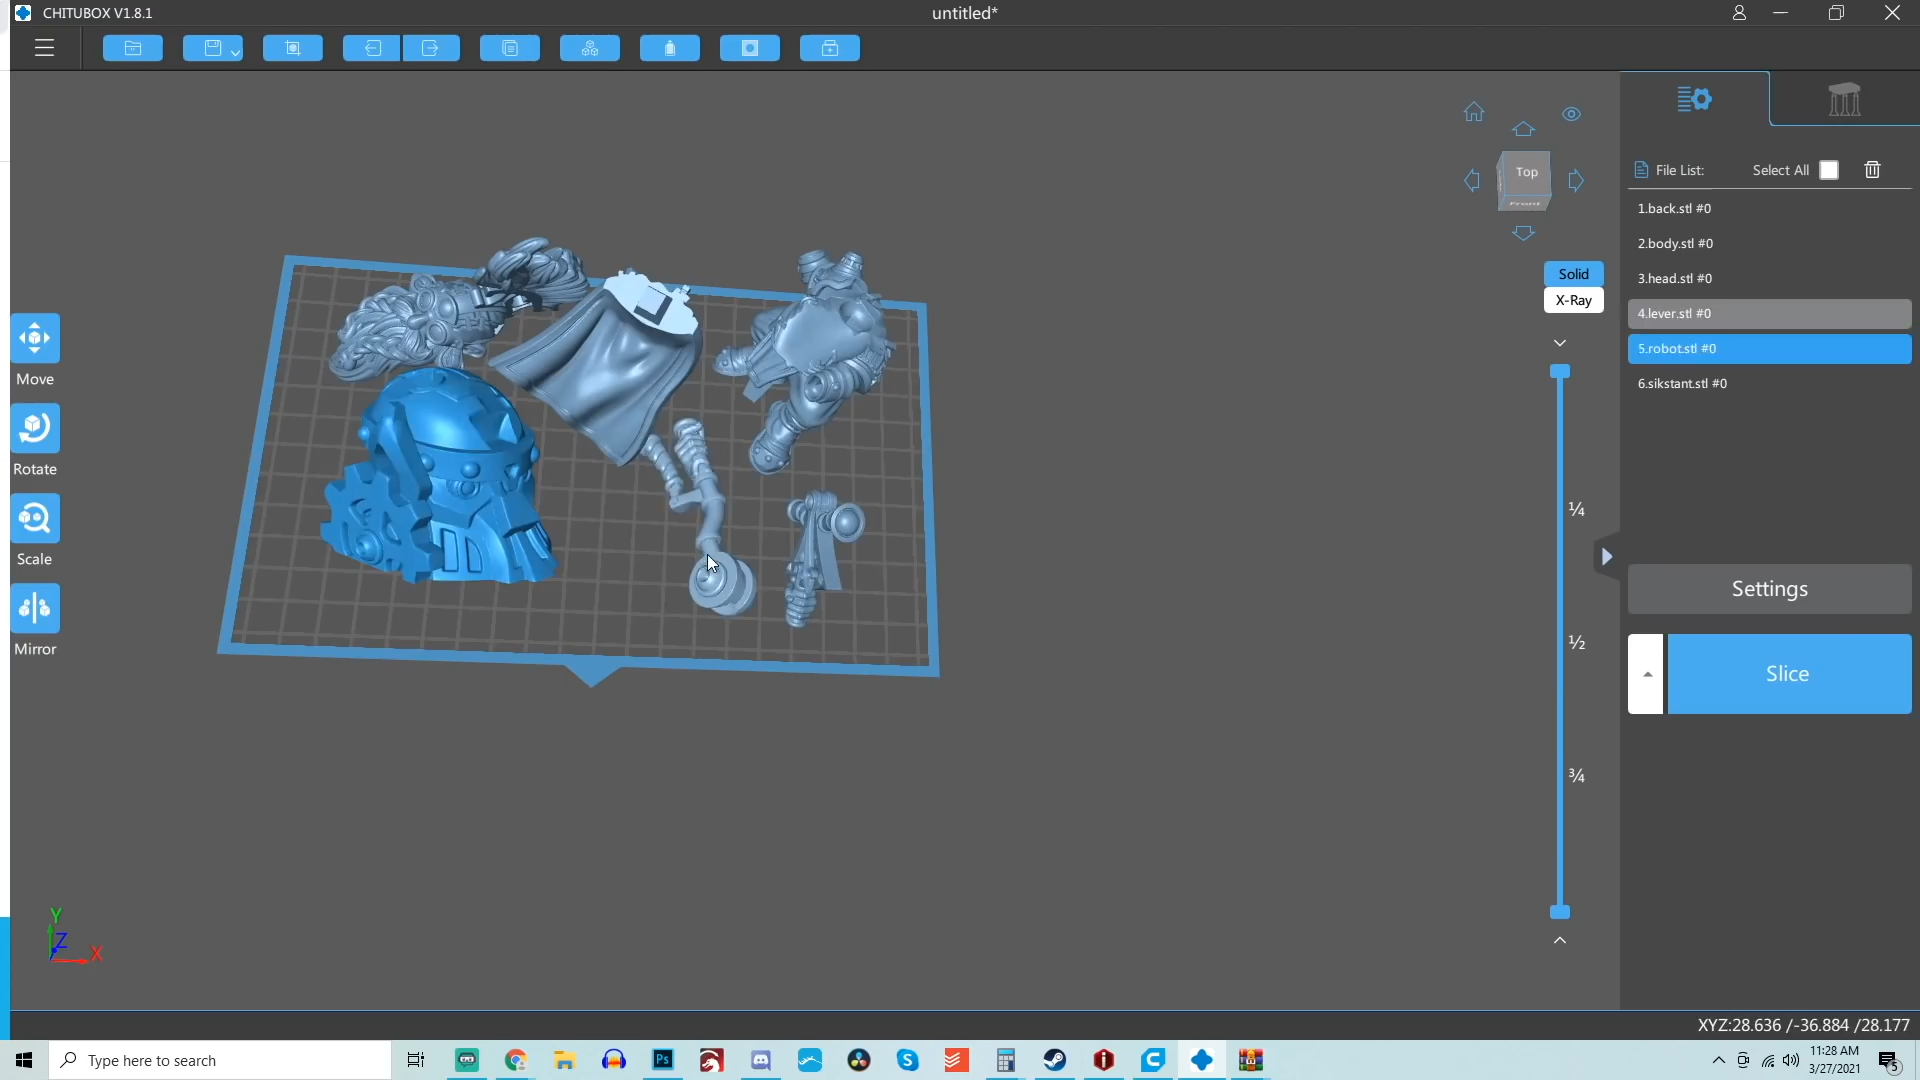 CHITUBOX V1.8.1
untitled*
Top
Front
File List:
Select All
1.back.stl #0
2.body.stl #0
3.head.stl #0
4.lever.stl #0
5.robot.stl #0
6.sikstant.stl #0
Solid
X-Ray
Move
Rotate
Scale
Mirror
¼
½
¾
Settings
Slice
Y
Z
X
XYZ:28.636 /-36.884 /28.177
Type here to search
Ps
11:28 AM
3/27/2021
5